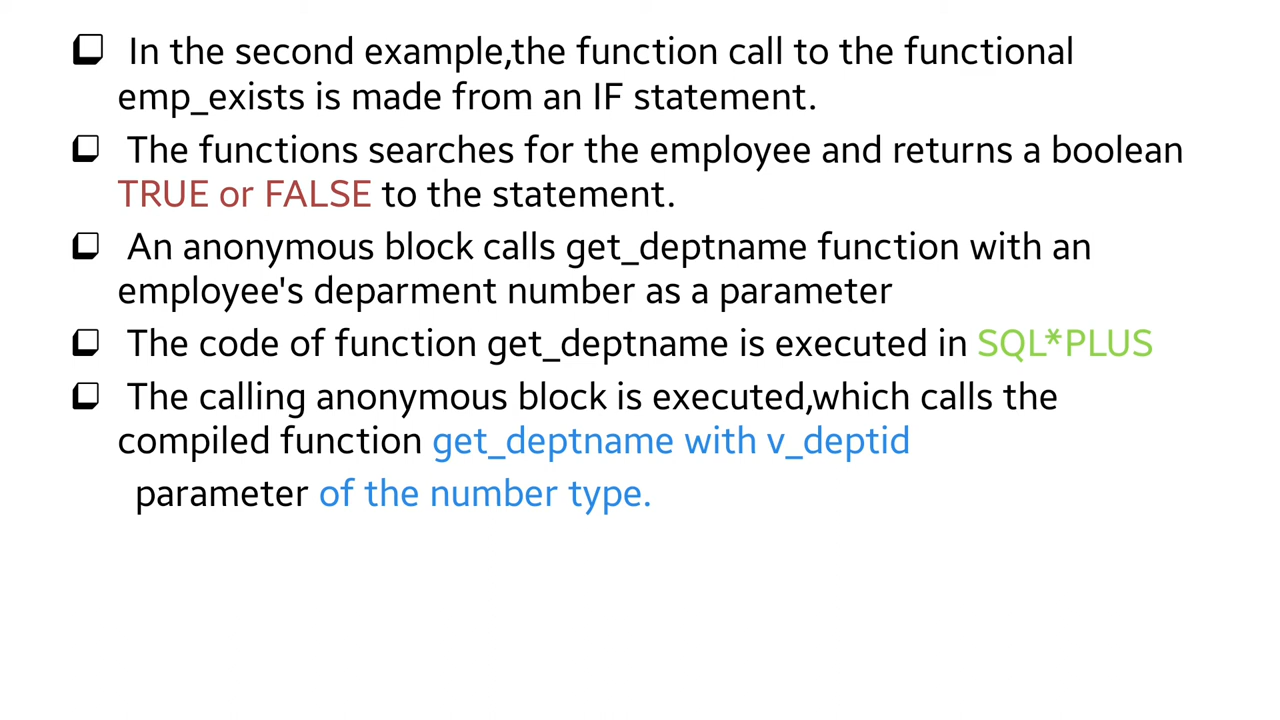 In the second example,the function call to the functional
emp_exists is made from an IF statement.
The functions searches for the employee and returns a boolean
TRUE or FALSE to the statement.
An anonymous block calls get_deptname function with an
employee's deparment number as a parameter
The code of function get_deptname is executed in SQL*PLUS
The calling anonymous block is executed,which calls the
compiled function get_deptname with v_deptid
parameter of the number type.